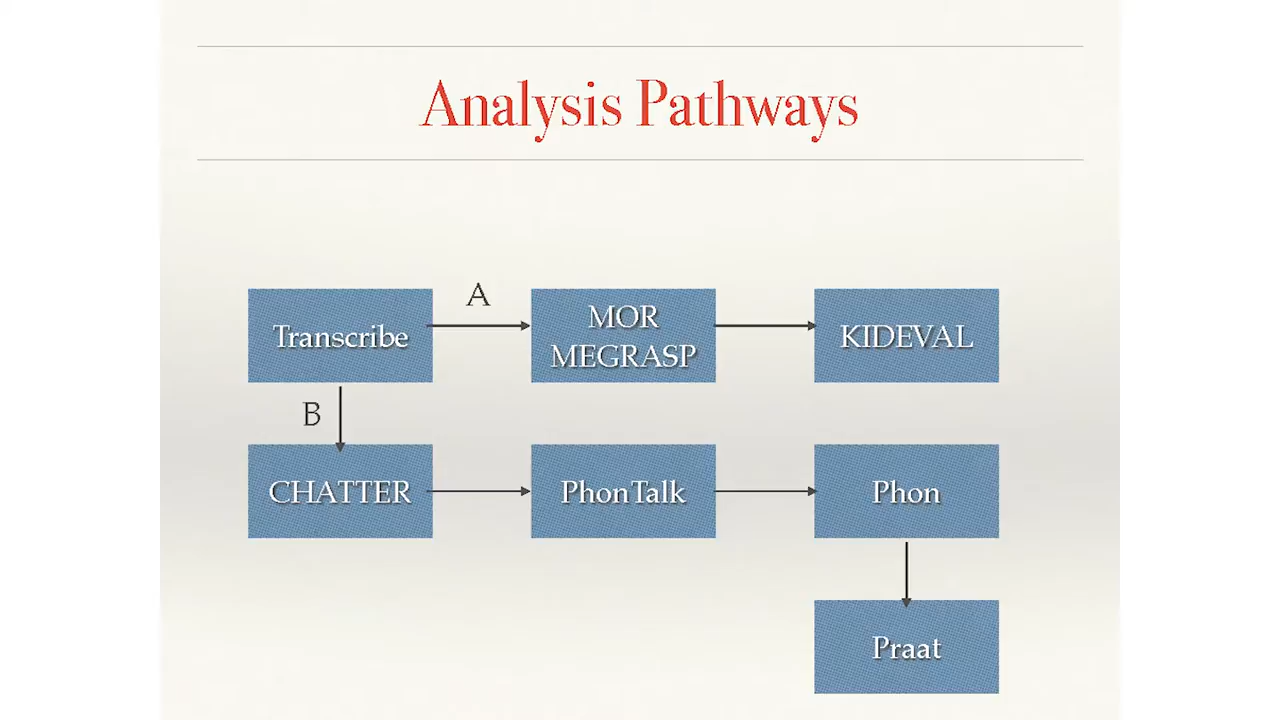 Analysis Pathways
A
Transcribe
MOR
MEGRASP
KIDEVAL
B
CHATTER
PhonTalk
Phon
Praat